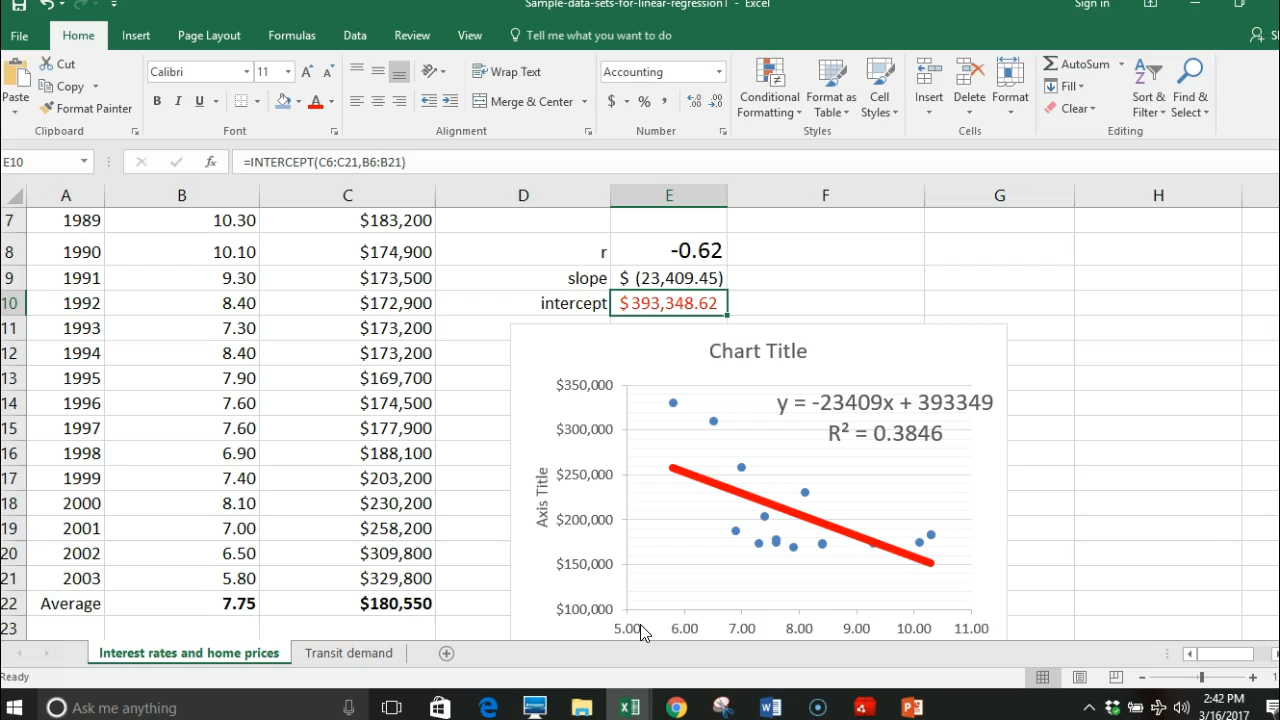 Sample-data-sets-for-linear-regression1 - Excel
Sign in
File Home Insert Page Layout Formulas Data Review View Tell me what you want to do
Paste Cut
Copy
Format Painter
Calibri 11
B I U A
Wrap Text
Merge & Center
Accounting
$ % ,
Conditional Formatting
Format as Table
Cell Styles
Insert Delete Format
AutoSum
Fill
Clear
Sort & Filter
Find & Select
Clipboard Font Alignment Number Styles Cells Editing
E10 fx =INTERCEPT(C6:C21,B6:B21)
A B C D E F G H
7 1989 10.30 $183,200
8 1990 10.10 $174,900 r -0.62
9 1991 9.30 $173,500 slope $ (23,409.45)
10 1992 8.40 $172,900 intercept $ 393,348.62
11 1993 7.30 $173,200
12 1994 8.40 $173,200
13 1995 7.90 $169,700
14 1996 7.60 $174,500
15 1997 7.60 $177,900
16 1998 6.90 $188,100
17 1999 7.40 $203,200
18 2000 8.10 $230,200
19 2001 7.00 $258,200
20 2002 6.50 $309,800
21 2003 5.80 $329,800
22 Average 7.75 $180,550
23
Chart Title
y = -23409x + 393349
R² = 0.3846
Axis Title
$350,000
$300,000
$250,000
$200,000
$150,000
$100,000
5.00 6.00 7.00 8.00 9.00 10.00 11.00
Interest rates and home prices Transit demand
Ready
Ask me anything
2:42 PM
3/16/2017